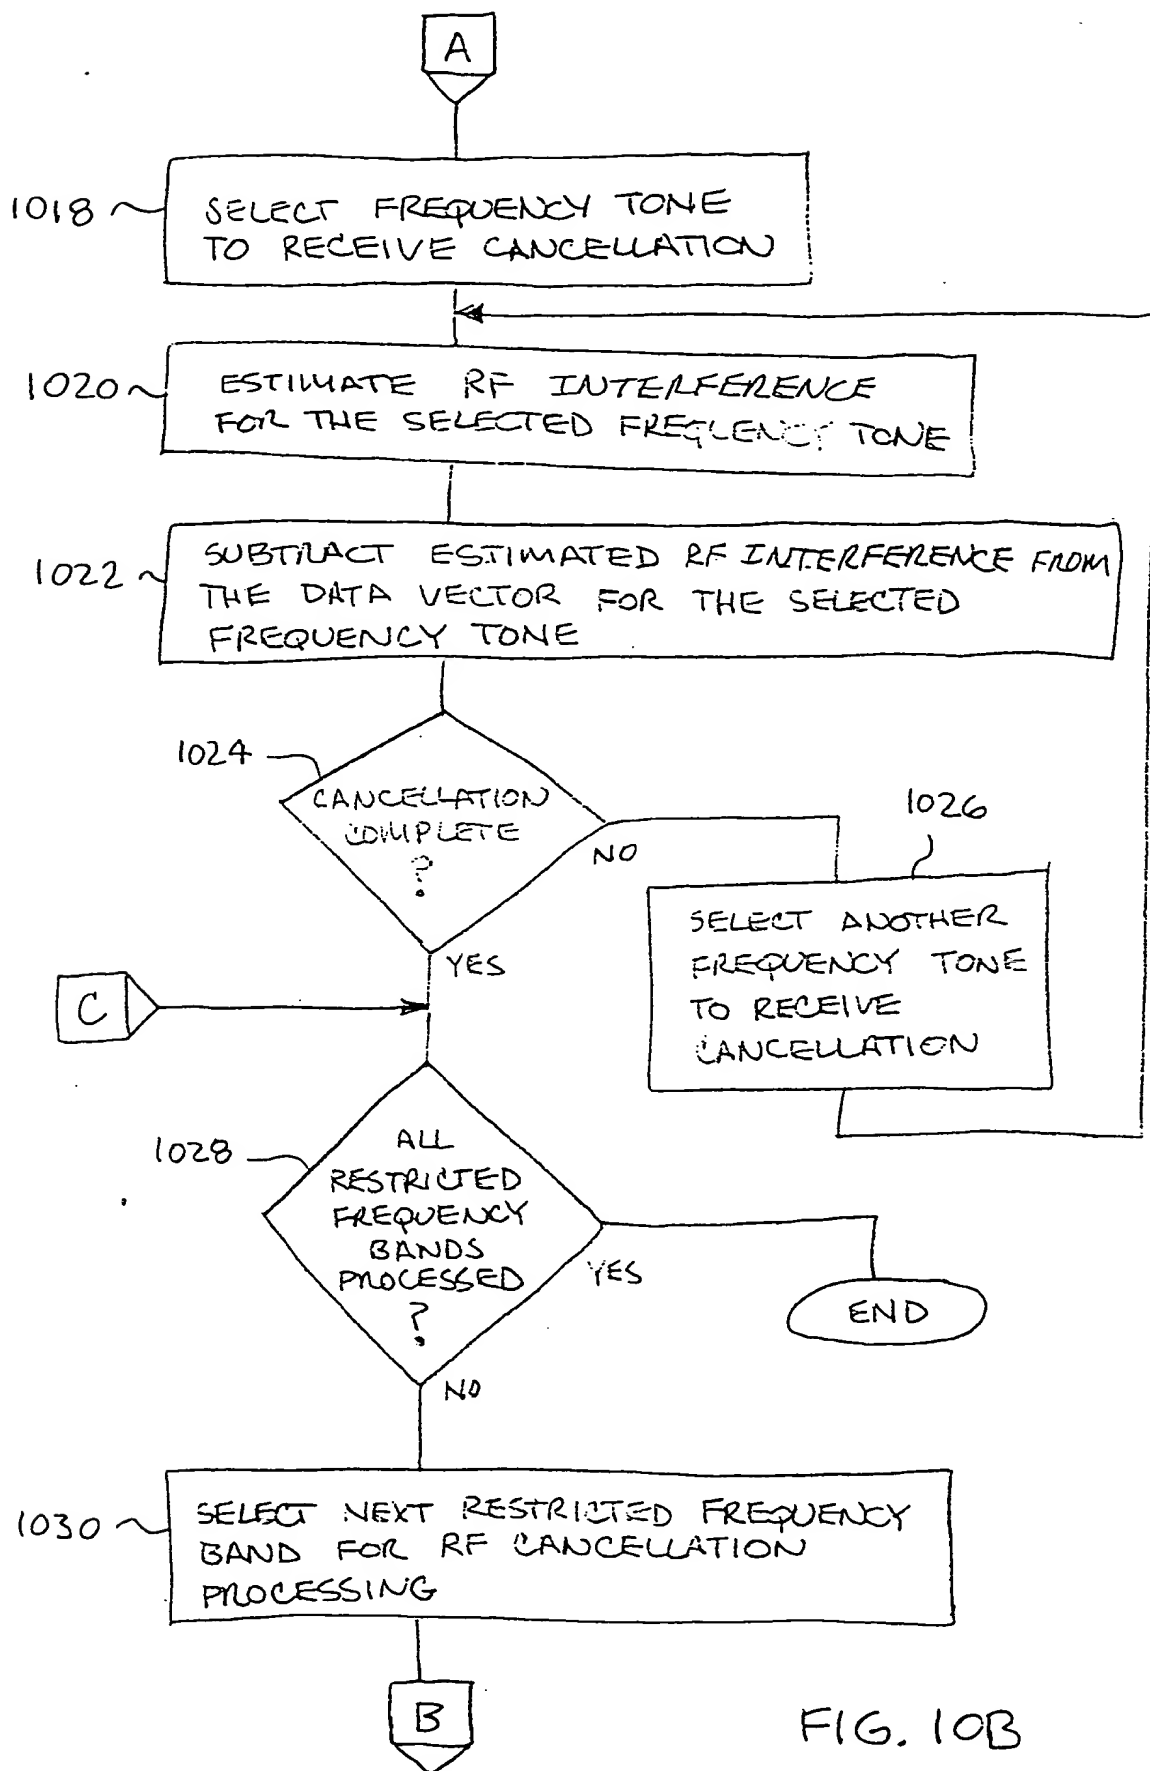 A
1018
SELECT FREQUENCY TONE
TO RECEIVE CANCELLATION
1020
ESTIMATE RF INTERFERENCE
FOR THE SELECTED FREQUENCY TONE
1022
SUBTRACT ESTIMATED RF INTERFERENCE FROM
THE DATA VECTOR FOR THE SELECTED
FREQUENCY TONE
1024
CANCELLATION
COMPLETE
?
NO
1026
SELECT ANOTHER
FREQUENCY TONE
TO RECEIVE
CANCELLATION
YES
C
1028
ALL
RESTRICTED
FREQUENCY
BANDS
PROCESSED
?
YES
END
NO
1030
SELECT NEXT RESTRICTED FREQUENCY
BAND FOR RF CANCELLATION
PROCESSING
B
FIG. 10B